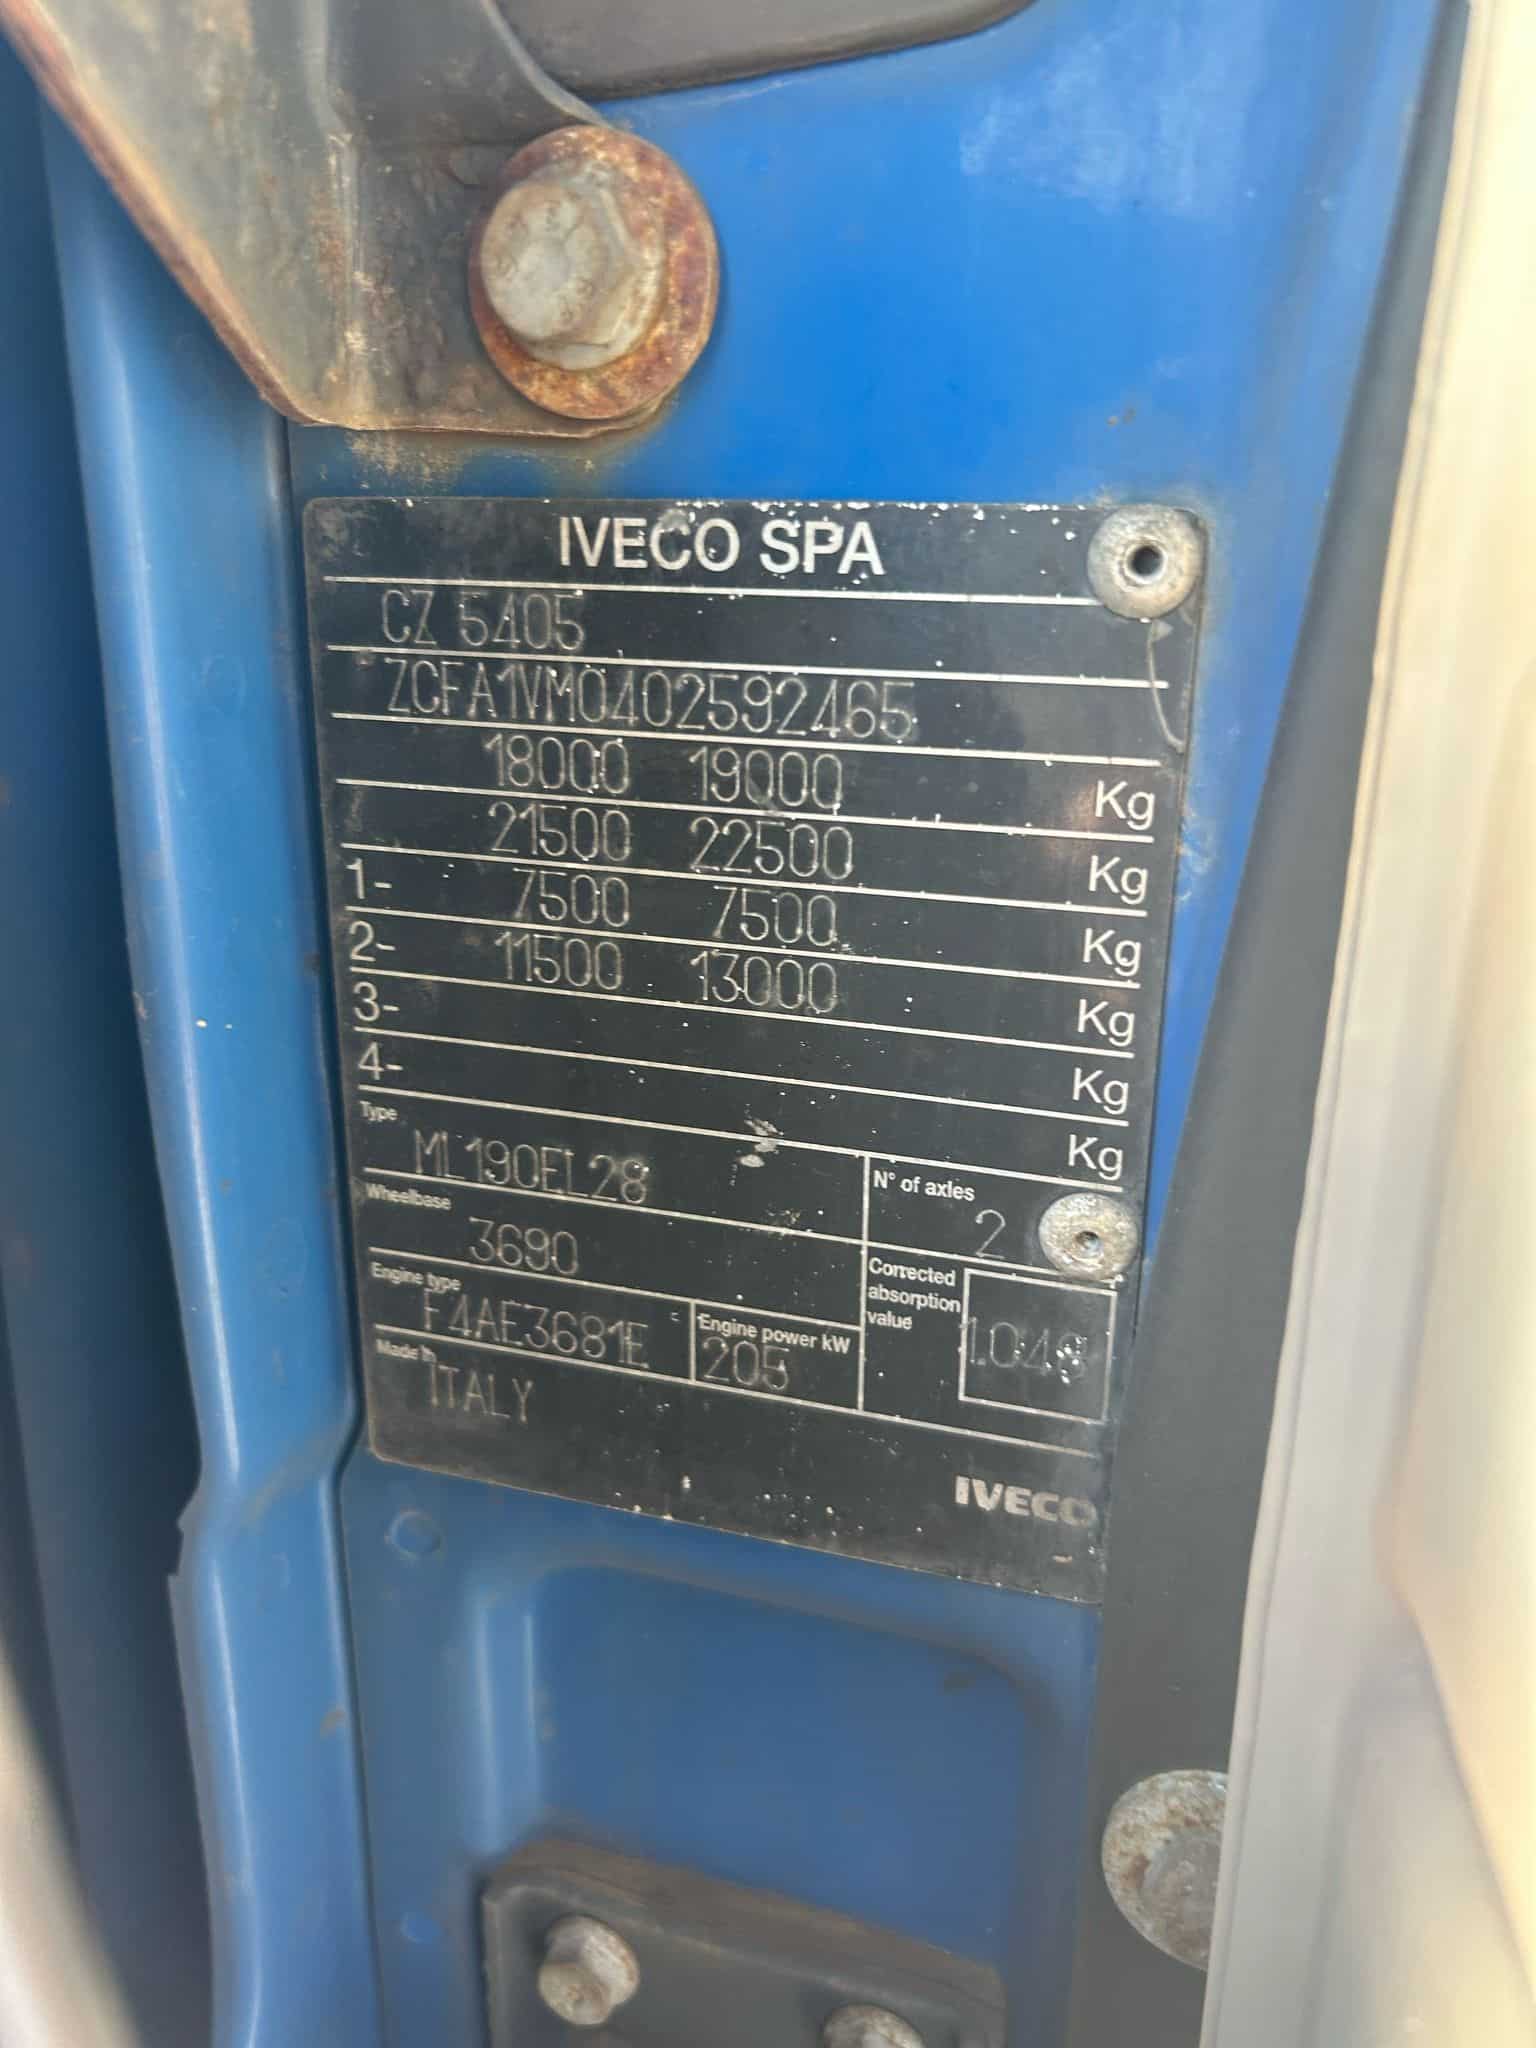 IVECO SPA
CZ 5405
ZCFA1VM0402592465
18000 19000 Kg
21500 22500 Kg
1- 7500 7500 Kg
2- 11500 13000 Kg
3- Kg
4- Kg
Type ML190EL28
N° of axles 2
Wheelbase 3690
Corrected absorption value 1.048
Engine type F4AE3681E
Engine power kW 205
Made in ITALY
IVECO